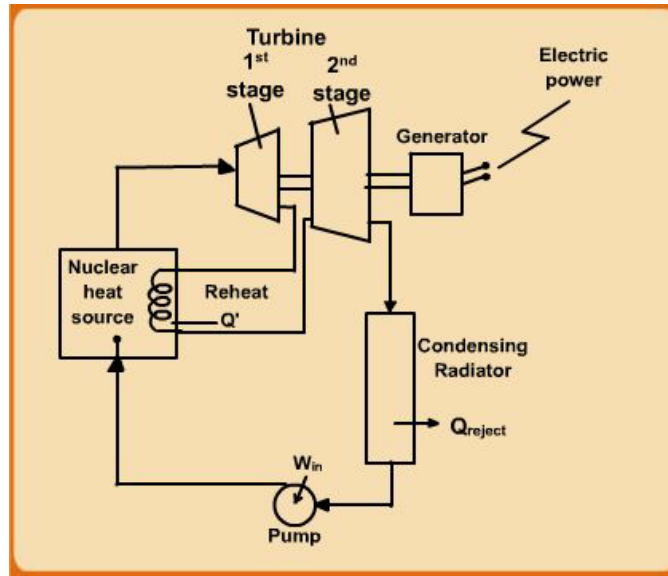 Turbine
1st
stage
2nd
stage
Electric
power
Generator
Nuclear
heat
source
Reheat
Q'
Condensing
Radiator
Qreject
Win
Pump